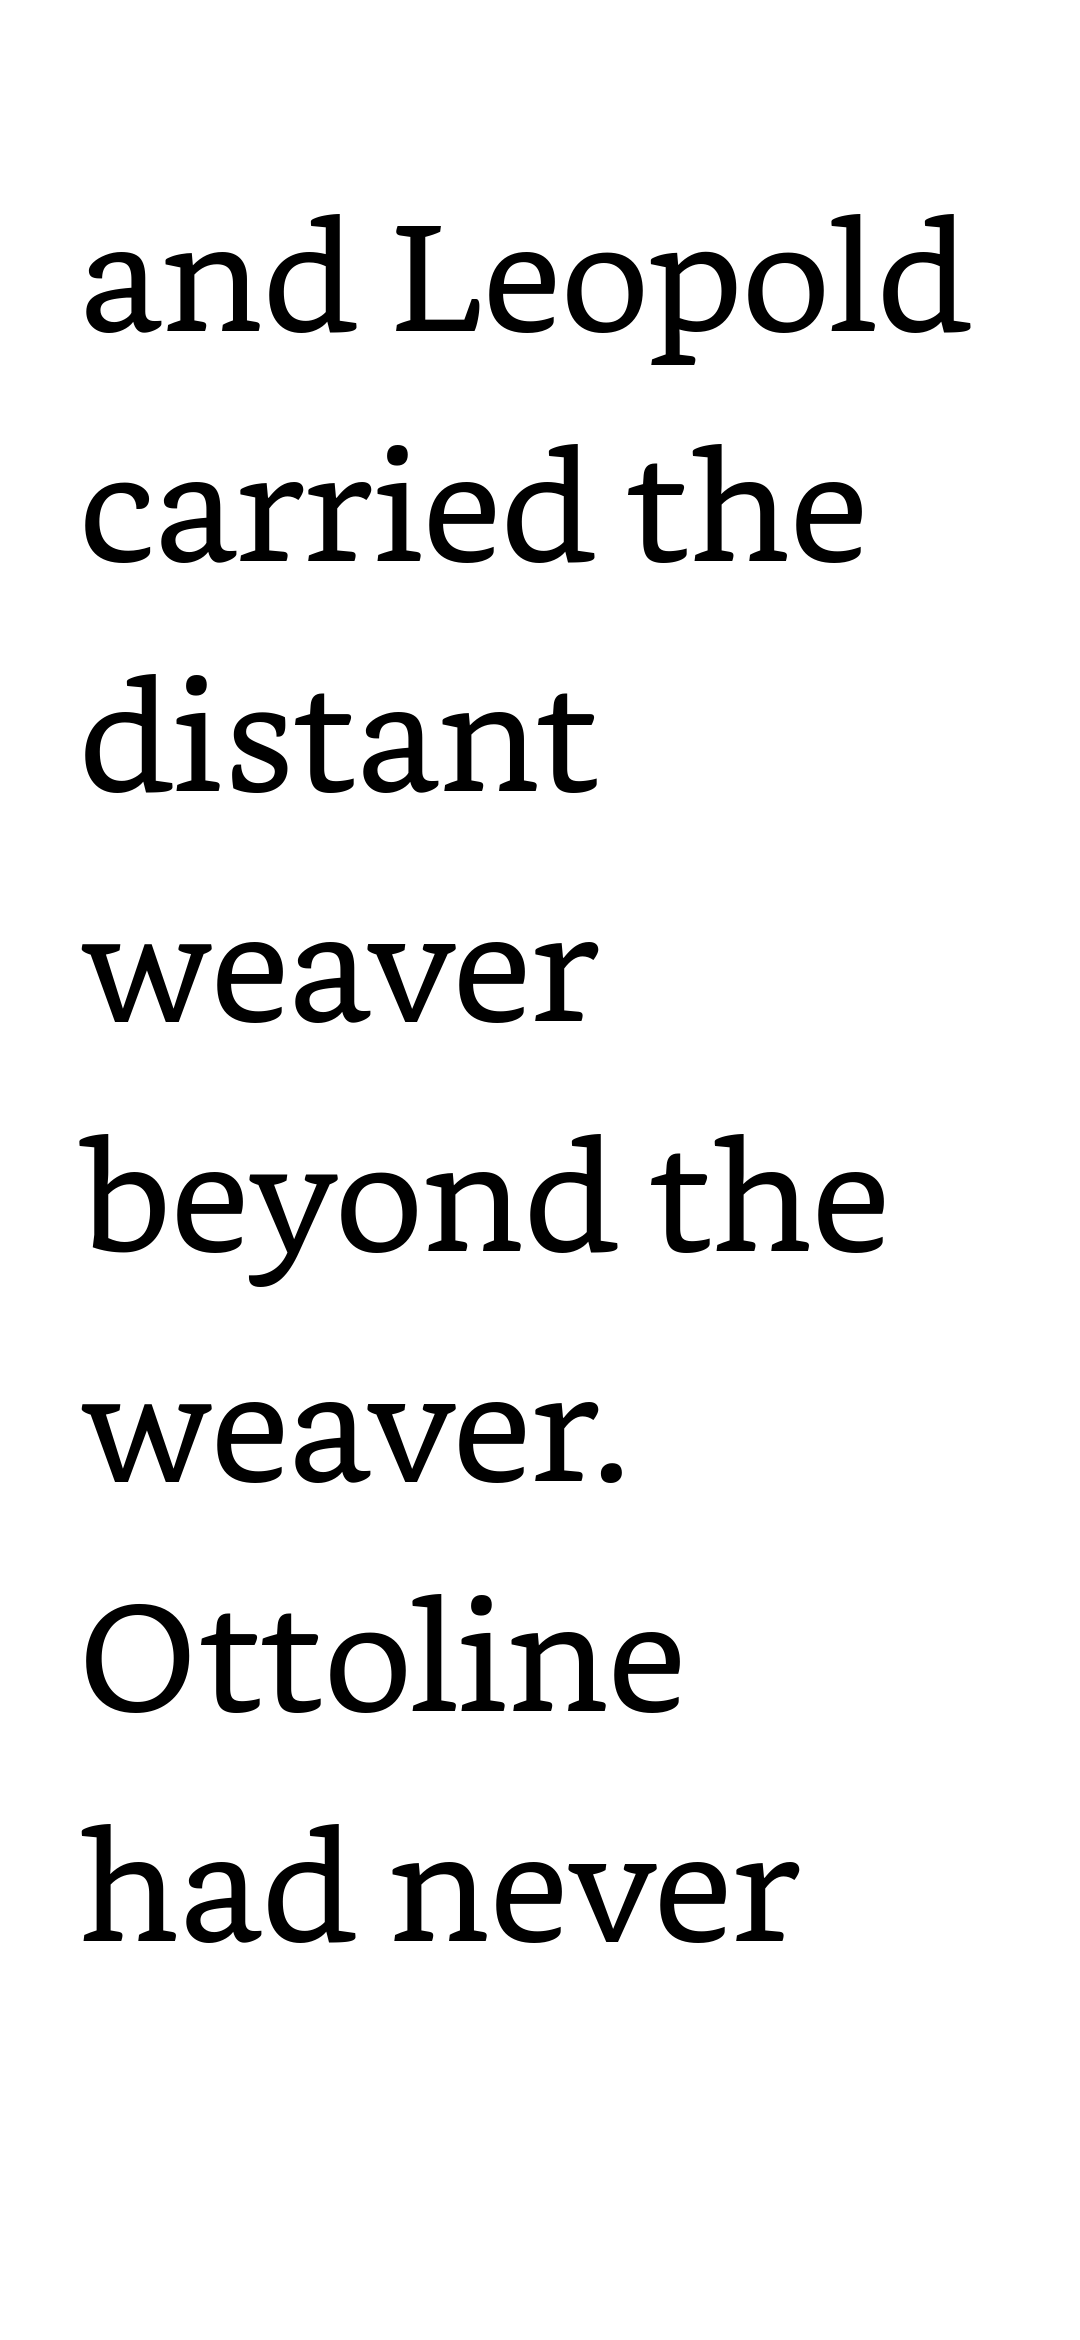 and Leopold
carried the
distant
weaver
beyond the
weaver.
Ottoline
had never